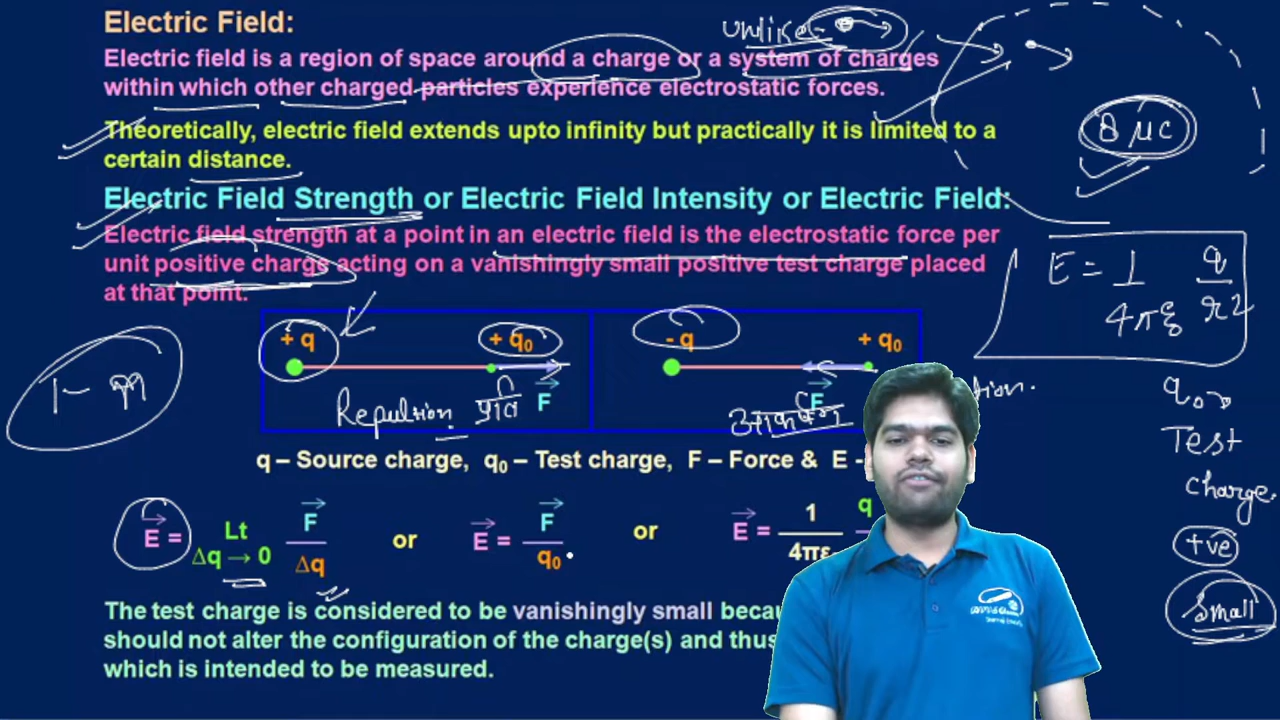 Electric Field:
unlike-
Electric field is a region of space around a charge or a system of charges
within which other charged particles experience electrostatic forces.
Theoretically, electric field extends upto infinity but practically it is limited to a
certain distance.
8 μc
Electric Field Strength or Electric Field Intensity or Electric Field:
Electric field strength at a point in an electric field is the electrostatic force per
unit positive charge acting on a vanishingly small positive test charge placed
at that point.
E = 1 q
4πξ r2
+ q + q₀ - q + q₀
F F
Repulsion
q₀→
Test
charge.
+ve
Small
q – Source charge, q₀ – Test charge, F – Force & E -
E = Lt Δq → 0 F Δq or E = F q₀ or E = 1 4πε q
The test charge is considered to be vanishingly small
should not alter the configuration of the charge(s) and thus
which is intended to be measured.